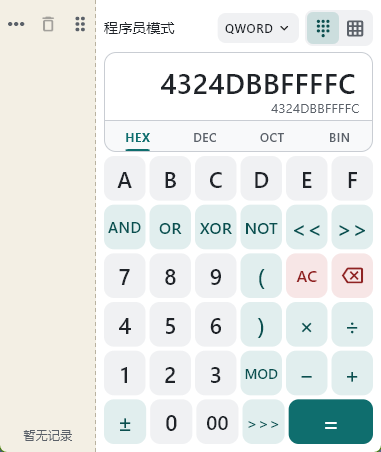 程序员模式
QWORD
4324DBBFFFFC
4324DBBFFFFC
HEX DEC OCT BIN
A B C D E F
AND OR XOR NOT << >>
7 8 9 ( AC
4 5 6 ) × ÷
1 2 3 MOD − +
± 0 00 >>> =
暂无记录